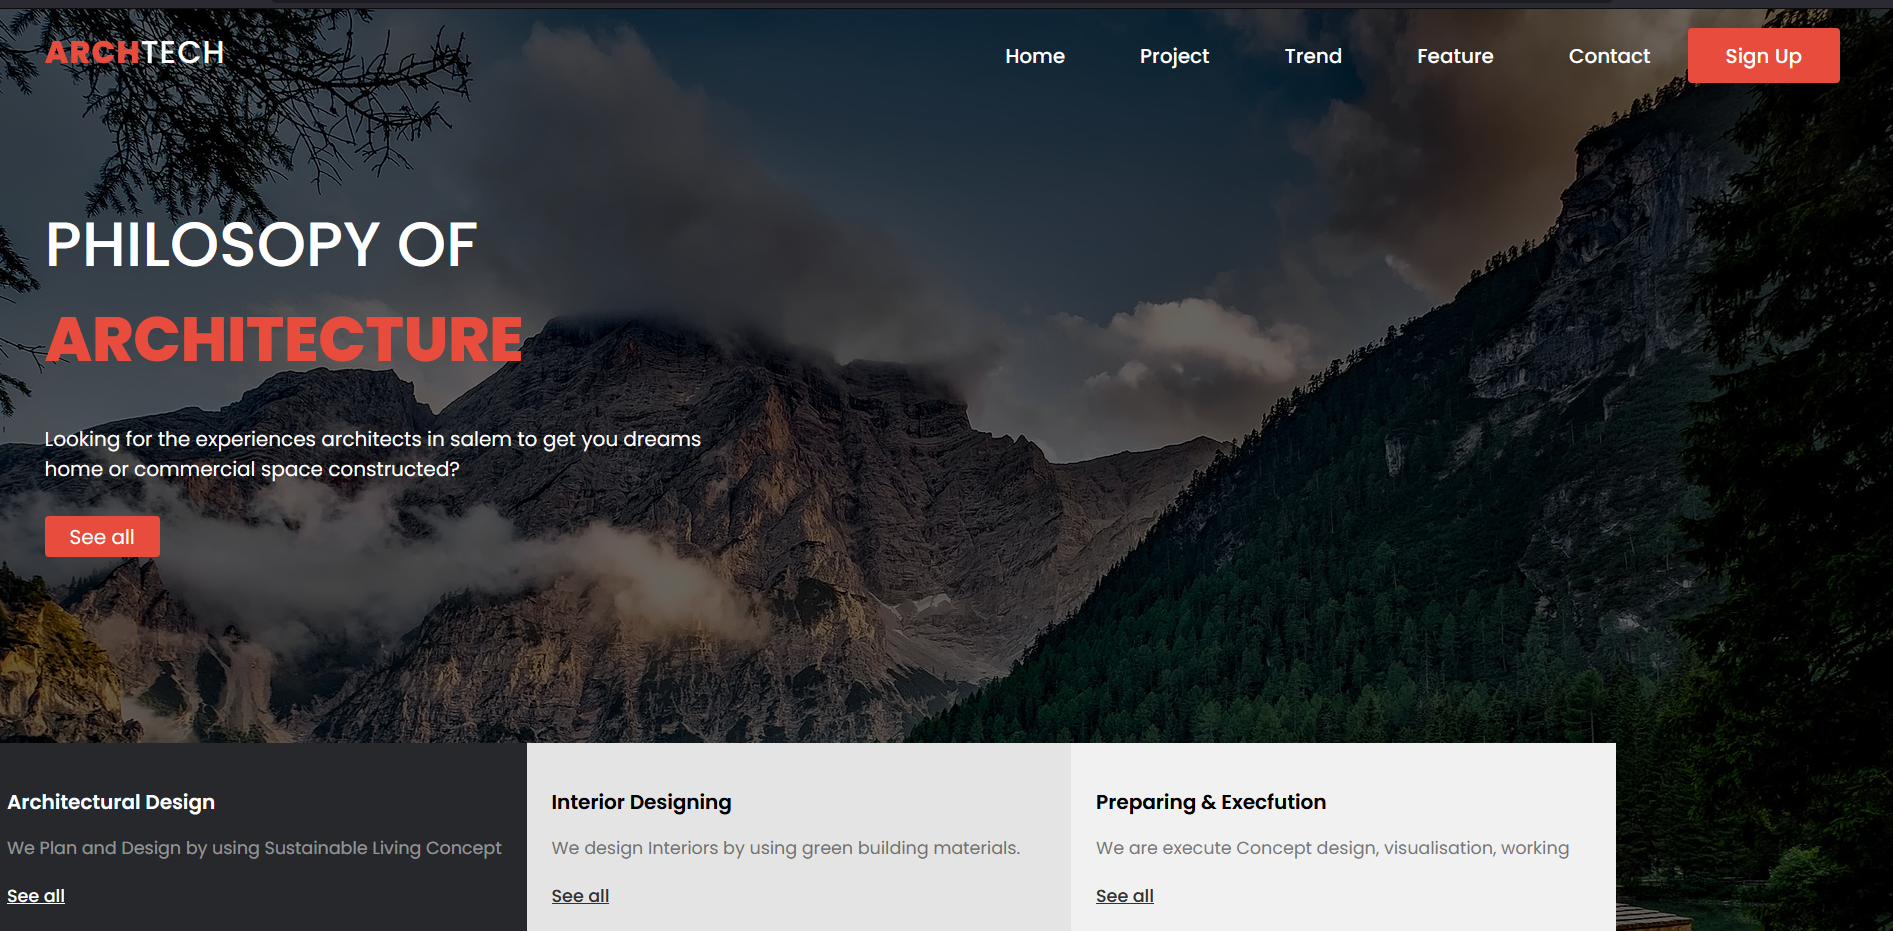 ARCHTECH
Home Project Trend Feature Contact Sign Up
PHILOSOPY OF
ARCHITECTURE
Looking for the experiences architects in salem to get you dreams
home or commercial space constructed?
See all
Architectural Design
We Plan and Design by using Sustainable Living Concept
See all
Interior Designing
We design Interiors by using green building materials.
See all
Preparing & Execfution
We are execute Concept design, visualisation, working
See all